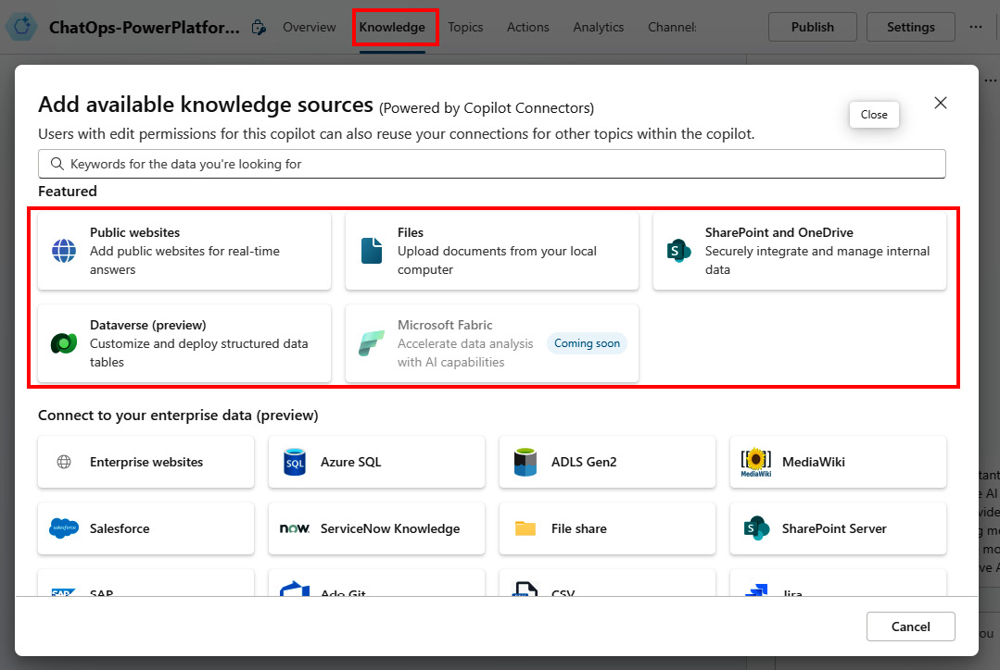 ChatOps-PowerPlatfor... Overview Knowledge Topics Actions Analytics Channel: Publish Settings ...
Add available knowledge sources (Powered by Copilot Connectors)
Close
Users with edit permissions for this copilot can also reuse your connections for other topics within the copilot.
Keywords for the data you're looking for
Featured
Public websites
Add public websites for real-time
answers
Files
Upload documents from your local
computer
SharePoint and OneDrive
Securely integrate and manage internal
data
Dataverse (preview)
Customize and deploy structured data
tables
Microsoft Fabric
Accelerate data analysis
with AI capabilities
Coming soon
Connect to your enterprise data (preview)
Enterprise websites
SQL
Azure SQL
ADLS Gen2
MediaWiki
MediaWiki
salesforce
Salesforce
now.
ServiceNow Knowledge
File share
S
SharePoint Server
SAP
SAP
Ado Git
CSV
Jira
Cancel